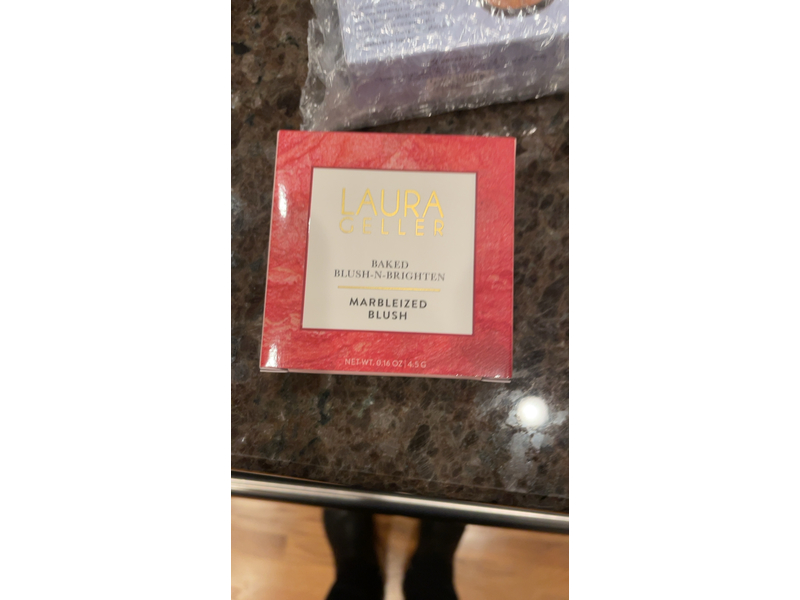 LAURA
GELLER
BAKED
BLUSH-N-BRIGHTEN
MARBLEIZED
BLUSH
NET WT. 0.16 OZ | 4.5 G